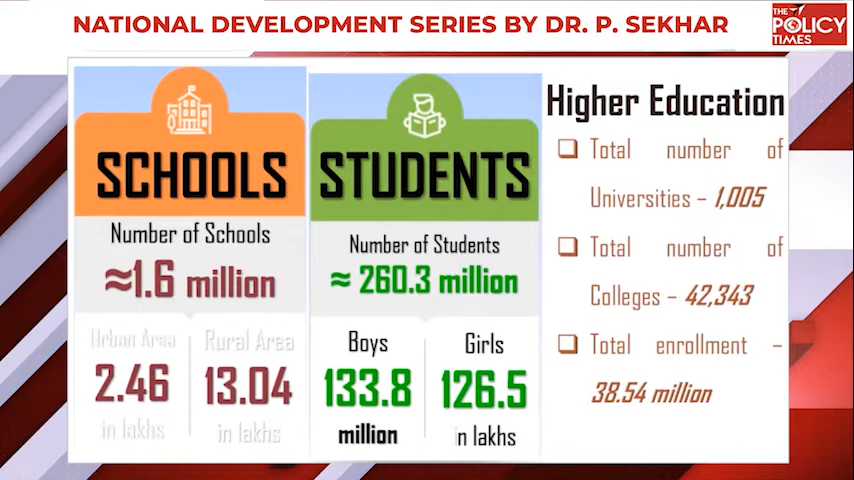 NATIONAL DEVELOPMENT SERIES BY DR. P. SEKHAR
THE
POLICY
TIMES
SCHOOLS
Number of Schools
≈1.6 million
Urban Area
2.46
in lakhs
Rural Area
13.04
in lakhs
STUDENTS
Number of Students
≈ 260.3 million
Boys
133.8
million
Girls
126.5
n lakhs
Higher Education
❑ Total number of
Universities – 1,005
❑ Total number of
Colleges – 42,343
❑ Total enrollment –
38.54 million